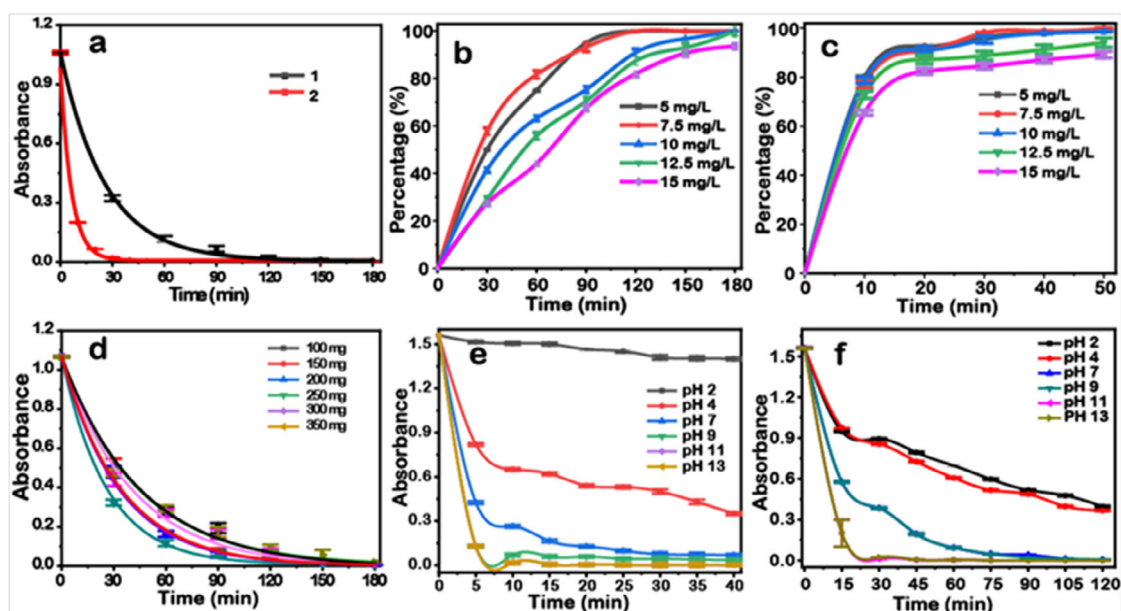 a
1
2
Absorbance
1.2
0.9
0.6
0.3
0.0
0 30 60 90 120 150 180
Time (min)
b
5 mg/L
7.5 mg/L
10 mg/L
12.5 mg/L
15 mg/L
Percentage (%)
100
80
60
40
20
0
0 30 60 90 120 150 180
Time (min)
c
5 mg/L
7.5 mg/L
10 mg/L
12.5 mg/L
15 mg/L
Percentage (%)
100
80
60
40
20
0
0 10 20 30 40 50
Time (min)
d
100 mg
150 mg
200 mg
250 mg
300 mg
350 mg
Absorbance
1.2
1.0
0.8
0.6
0.4
0.2
0.0
0 30 60 90 120 150 180
Time (min)
e
pH 2
pH 4
pH 7
pH 9
pH 11
pH 13
Absorbance
1.5
1.2
0.9
0.6
0.3
0.0
0 5 10 15 20 25 30 35 40
Time (min)
f
pH 2
pH 4
pH 7
pH 9
pH 11
PH 13
Absorbance
1.5
1.2
0.9
0.6
0.3
0.0
0 15 30 45 60 75 90 105 120
Time (min)